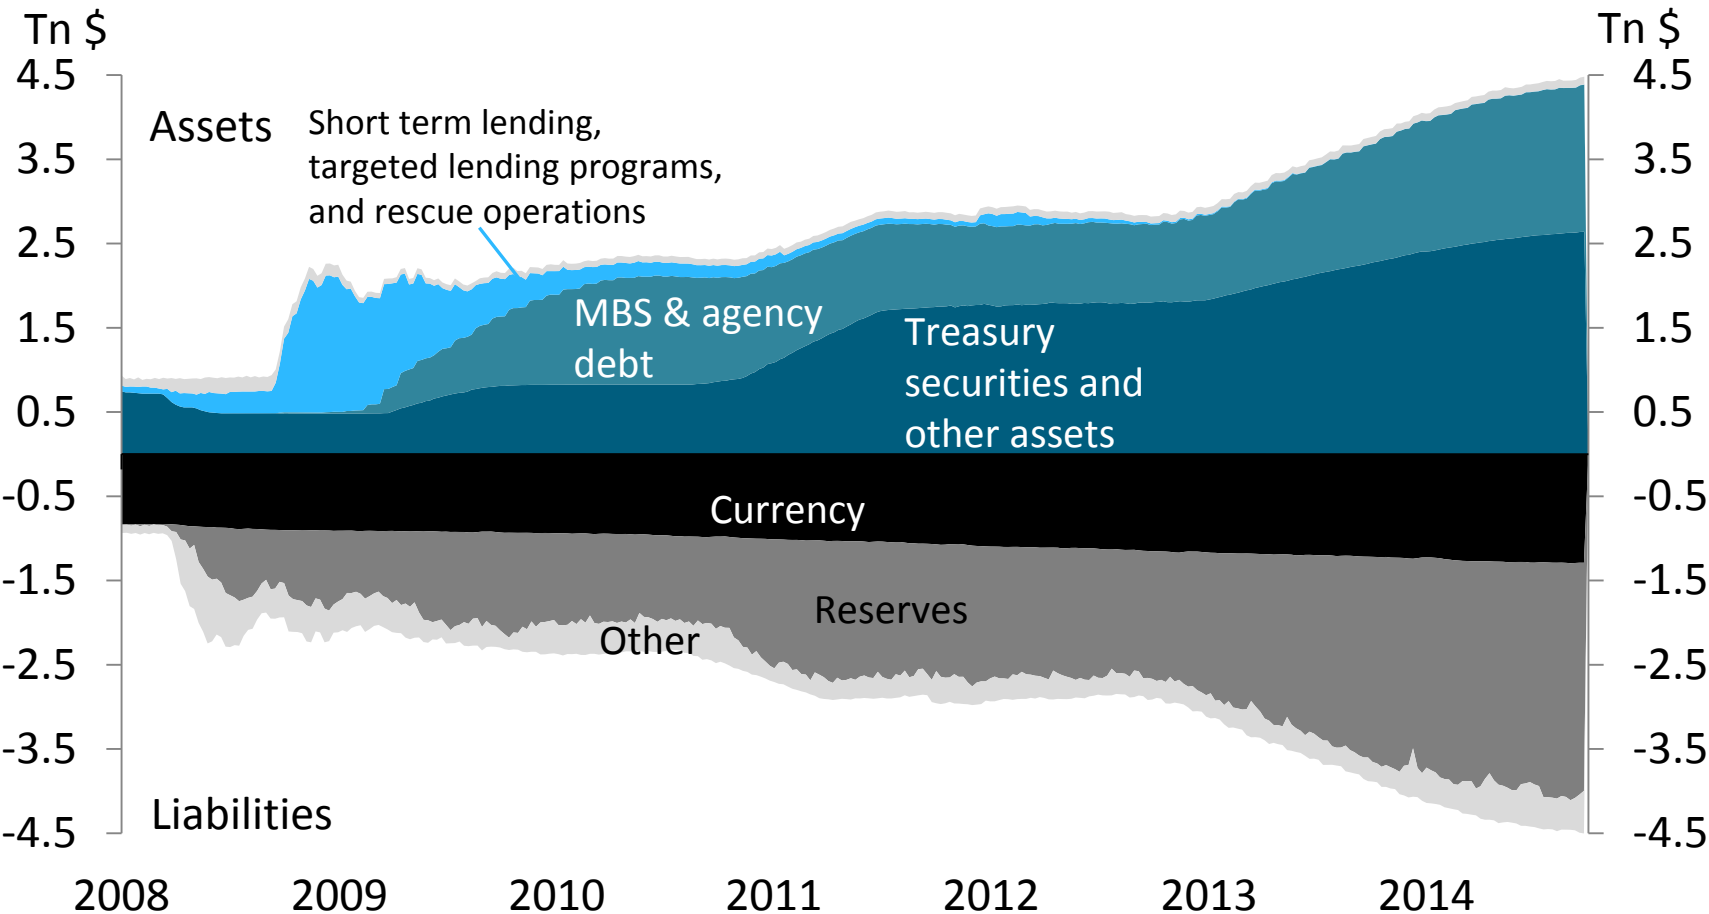 Tn $
Tn $
4.5
4.5
Assets
Short term lending,
targeted lending programs,
and rescue operations
3.5
3.5
2.5
2.5
MBS & agency
debt
1.5
1.5
Treasury
securities and
other assets
0.5
0.5
-0.5
-0.5
Currency
-1.5
-1.5
Reserves
Other
-2.5
-2.5
-3.5
-3.5
Liabilities
-4.5
-4.5
2008 2009 2010 2011 2012 2013 2014